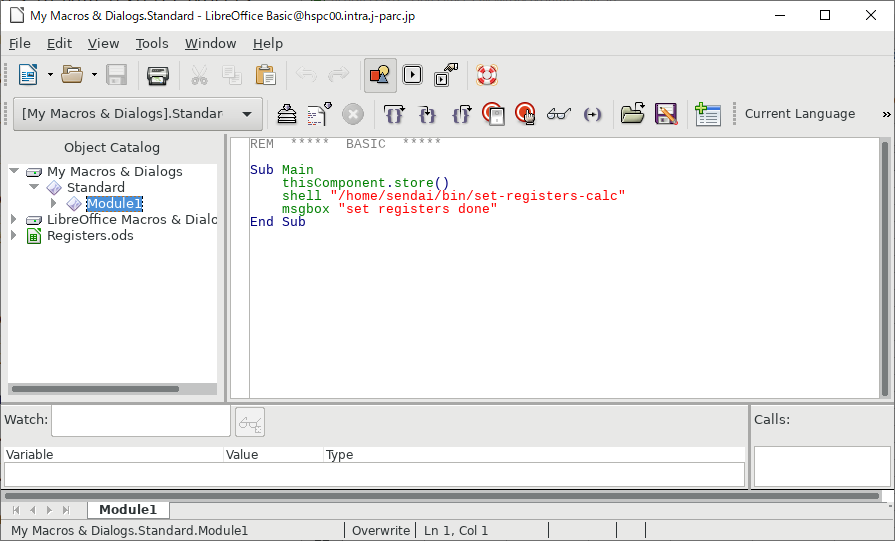 My Macros & Dialogs.Standard - LibreOffice Basic@hspc00.intra.j-parc.jp
File Edit View Tools Window Help
[My Macros & Dialogs].Standar
Current Language
»
Object Catalog
My Macros & Dialogs
Standard
Module1
LibreOffice Macros & Dialo
Registers.ods
REM ***** BASIC *****
Sub Main
thisComponent.store()
shell "/home/sendai/bin/set-registers-calc"
msgbox "set registers done"
End Sub
Watch:
Calls:
Variable Value Type
Module1
My Macros & Dialogs.Standard.Module1 Overwrite Ln 1, Col 1